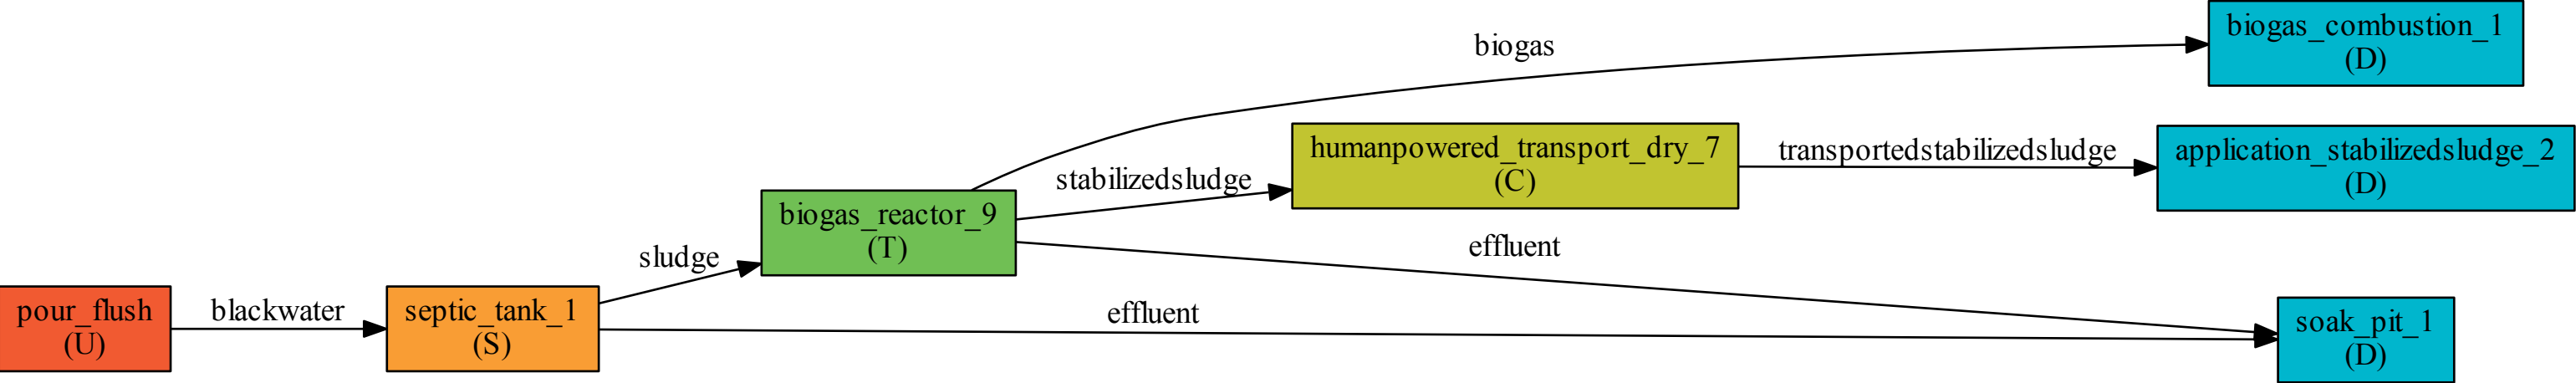 biogas_combustion_1
(D)
biogas
humanpowered_transport_dry_7
(C)
transportedstabilizedsludge
application_stabilizedsludge_2
(D)
stabilizedsludge
biogas_reactor_9
(T)
effluent
sludge
pour_flush
(U)
blackwater
septic_tank_1
(S)
effluent
soak_pit_1
(D)